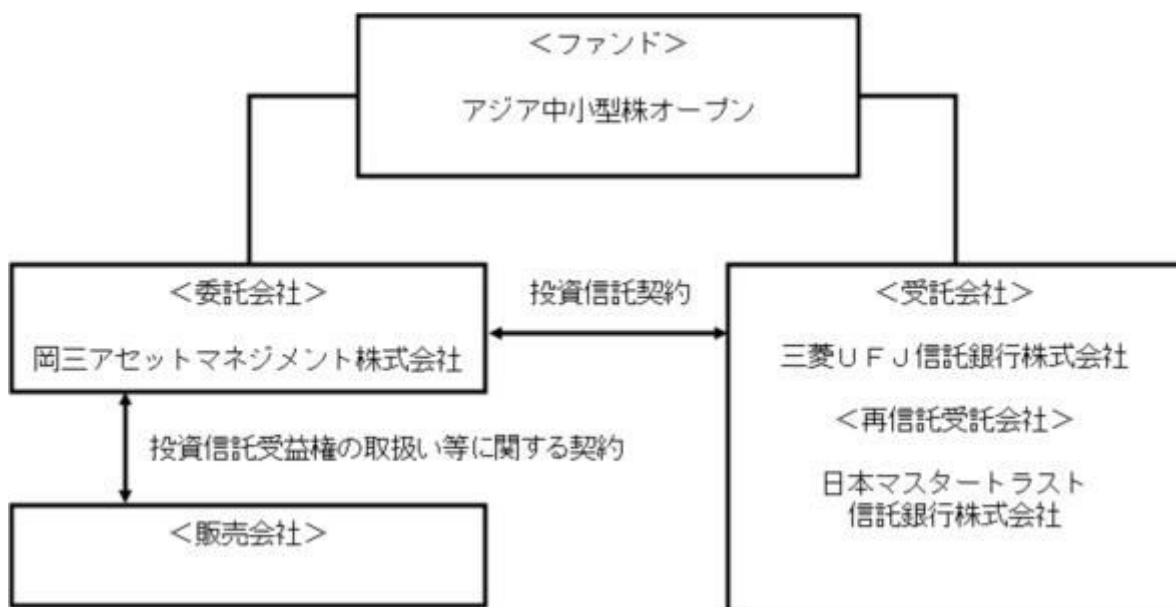 ＜ファンド＞
アジア中小型株オープン
＜委託会社＞
岡三アセットマネジメント株式会社
投資信託契約
＜受託会社＞
三菱ＵＦＪ信託銀行株式会社
＜再信託受託会社＞
日本マスタートラスト
信託銀行株式会社
投資信託受益権の取扱い等に関する契約
＜販売会社＞